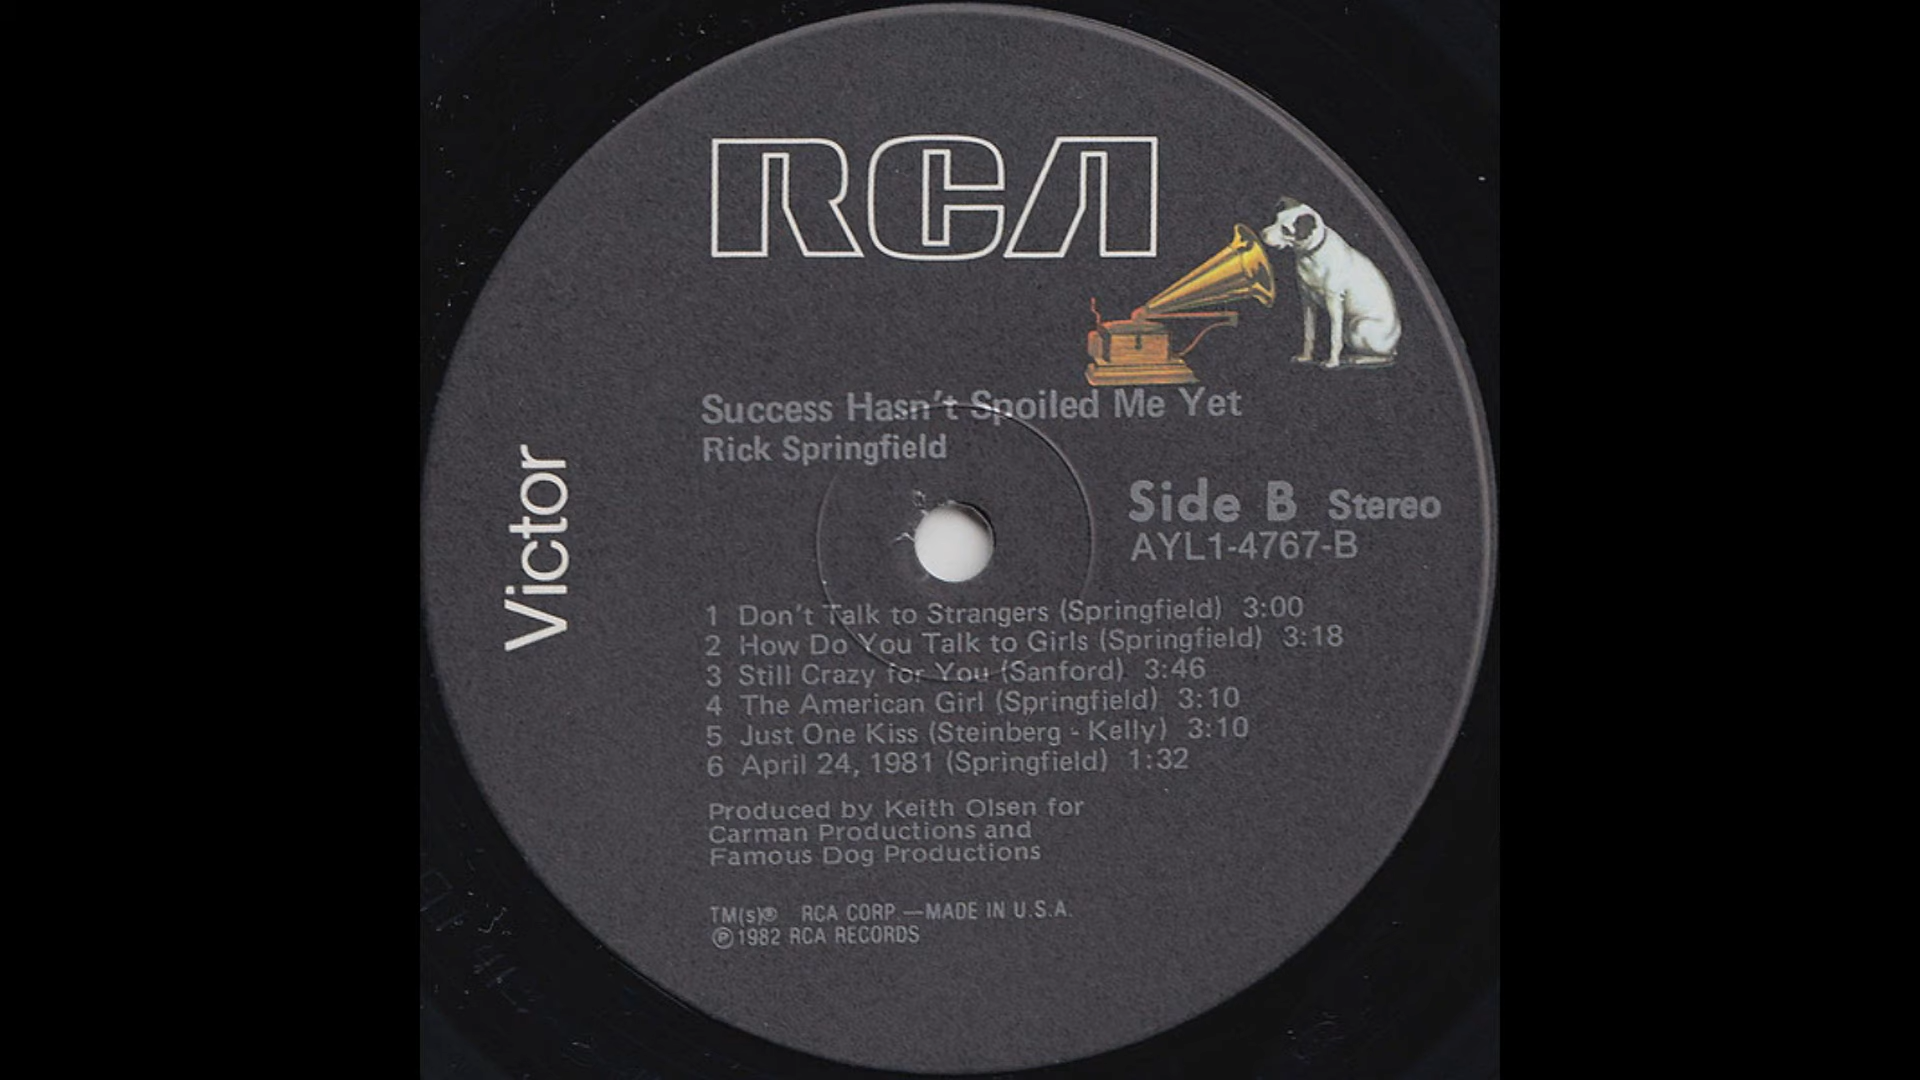 RCA
Victor
Success Hasn't Spoiled Me Yet
Rick Springfield
Side B Stereo
AYL1-4767-B
1 Don't Talk to Strangers (Springfield) 3:00
2 How Do You Talk to Girls (Springfield) 3:18
3 Still Crazy for You (Sanford) 3:46
4 The American Girl (Springfield) 3:10
5 Just One Kiss (Steinberg - Kelly) 3:10
6 April 24, 1981 (Springfield) 1:32
Produced by Keith Olsen for
Carman Productions and
Famous Dog Productions
TM(s)® RCA CORP.—MADE IN U.S.A.
℗1982 RCA RECORDS